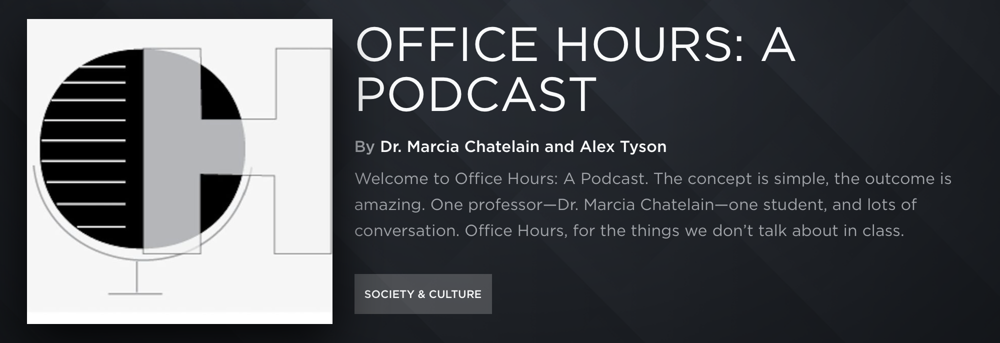 OFFICE HOURS: A
PODCAST
By Dr. Marcia Chatelain and Alex Tyson
Welcome to Office Hours: A Podcast. The concept is simple, the outcome is
amazing. One professor—Dr. Marcia Chatelain—one student, and lots of
conversation. Office Hours, for the things we don’t talk about in class.
SOCIETY & CULTURE